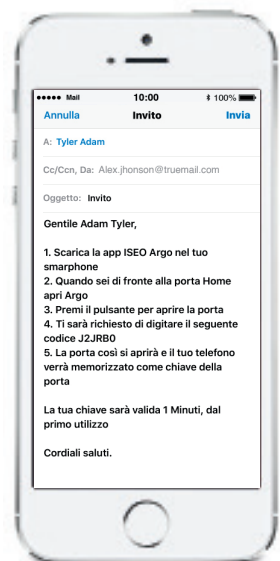 Mail 10:00 100%
Annulla Invito Invia
A: Tyler Adam
Cc/Ccn, Da: Alex.jhonson@truemail.com
Oggetto: Invito
Gentile Adam Tyler,
1. Scarica la app ISEO Argo nel tuo
smarphone
2. Quando sei di fronte alla porta Home
apri Argo
3. Premi il pulsante per aprire la porta
4. Ti sarà richiesto di digitare il seguente
codice J2JRB0
5. La porta così si aprirà e il tuo telefono
verrà memorizzato come chiave della
porta
La tua chiave sarà valida 1 Minuti, dal
primo utilizzo
Cordiali saluti.